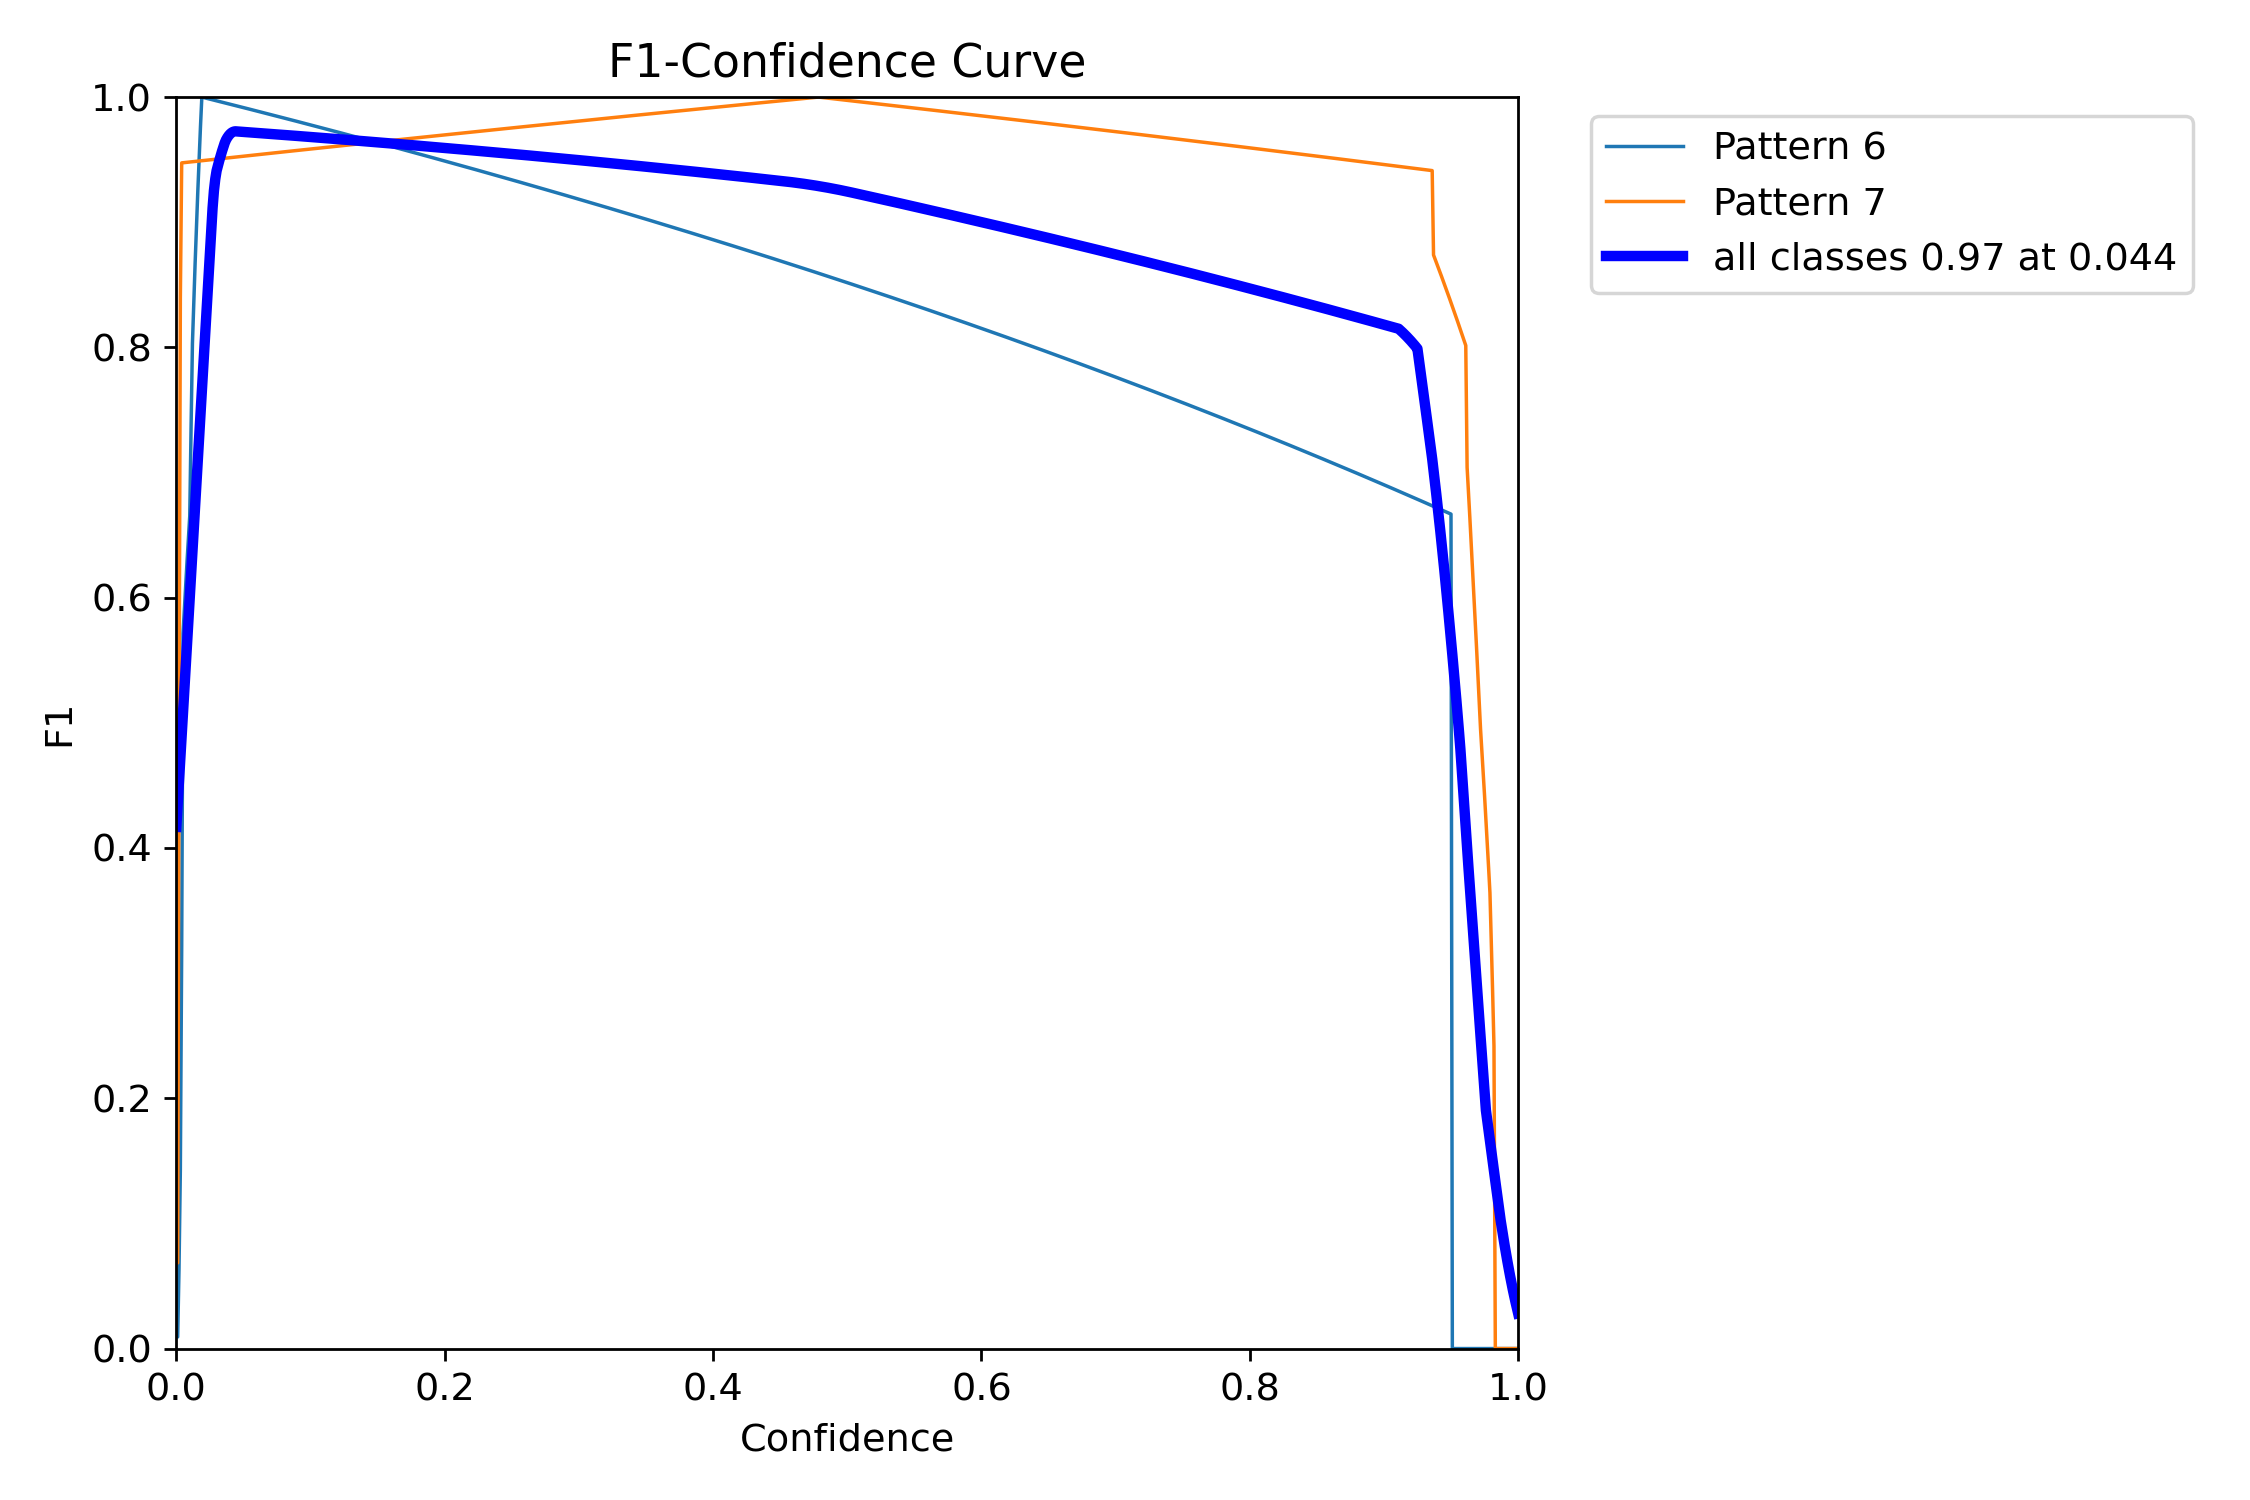 F1-Confidence Curve
1.0
0.8
0.6
0.4
0.2
0.0
F1
0.0 0.2 0.4 0.6 0.8 1.0
Confidence
Pattern 6
Pattern 7
all classes 0.97 at 0.044